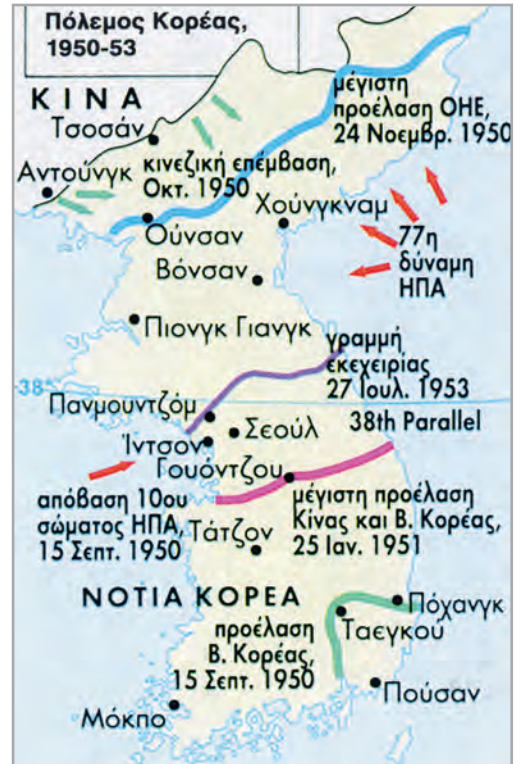 Πόλεμος Κορέας,
1950-53
ΚΙΝΑ
Τσοσάν
Αντούνγκ
κινεζική επέμβαση,
Οκτ. 1950
μέγιστη
προέλαση ΟΗΕ,
24 Νοεμβρ. 1950
Ούνσαν
Χούνγκναμ
77η
δύναμη
ΗΠΑ
Βόνσαν
Πιονγκ Γιανγκ
γραμμή
εκεχειρίας
27 Ιουλ. 1953
38°
38th Parallel
Πανμουντζόμ
Σεούλ
Ίντσον
Γουόντζου
απόβαση 10ου
σώματος ΗΠΑ,
15 Σεπτ. 1950
μέγιστη προέλαση
Κίνας και Β. Κορέας,
25 Ιαν. 1951
Τάτζον
ΝΟΤΙΑ ΚΟΡΕΑ
Πόχανγκ
Ταεγκού
προέλαση
Β. Κορέας,
15 Σεπτ. 1950
Πούσαν
Μόκπο